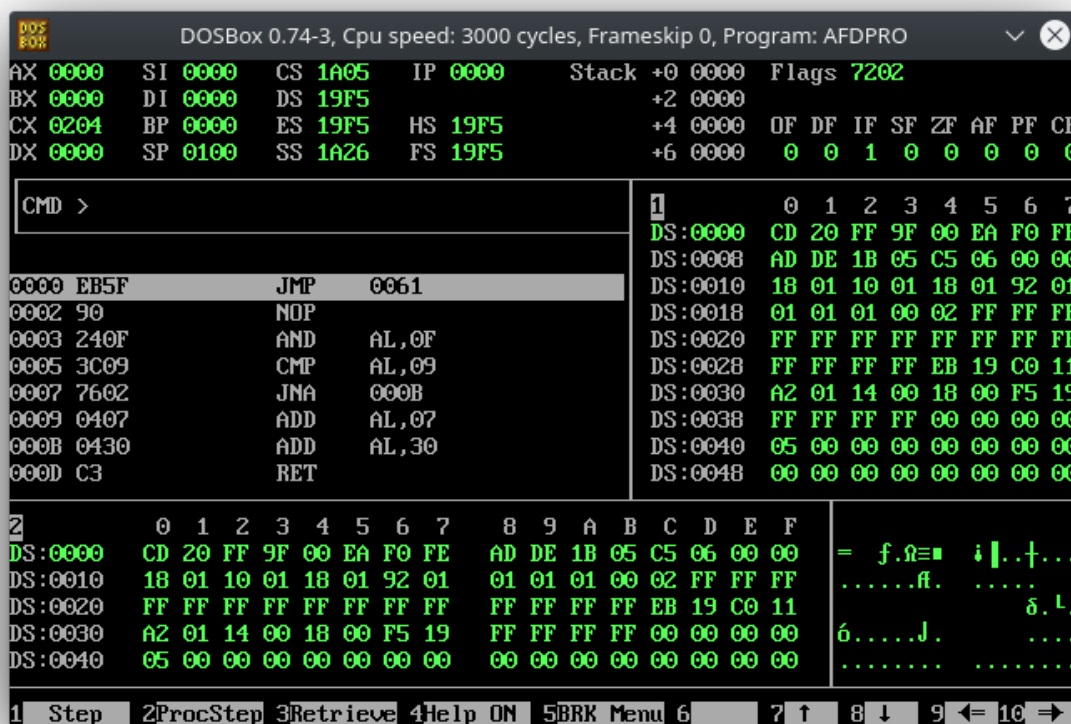 DOS BOX DOSBox 0.74-3, Cpu speed: 3000 cycles, Frameskip 0, Program: AFDPRO
AX 0000 SI 0000 CS 1A05 IP 0000 Stack +0 0000 Flags 7202
BX 0000 DI 0000 DS 19F5 +2 0000
CX 0204 BP 0000 ES 19F5 HS 19F5 +4 0000 OF DF IF SF ZF AF PF
DX 0000 SP 0100 SS 1A26 FS 19F5 +6 0000 0 0 1 0 0 0 0
CMD >
1 0 1 2 3 4 5 6 7
DS:0000 CD 20 FF 9F 00 EA F0 FE
DS:0008 AD DE 1B 05 C5 06 00 00
0000 EB5F JMP 0061 DS:0010 18 01 10 01 18 01 92 01
0002 90 NOP DS:0018 01 01 01 00 02 FF FF FF
0003 240F AND AL,0F DS:0020 FF FF FF FF FF FF FF FF
0005 3C09 CMP AL,09 DS:0028 FF FF FF FF EB 19 C0 11
0007 7602 JNA 000B DS:0030 A2 01 14 00 18 00 F5 19
0009 0407 ADD AL,07 DS:0038 FF FF FF FF 00 00 00 00
000B 0430 ADD AL,30 DS:0040 05 00 00 00 00 00 00 00
000D C3 RET DS:0048 00 00 00 00 00 00 00 00
2 0 1 2 3 4 5 6 7 8 9 A B C D E F
DS:0000 CD 20 FF 9F 00 EA F0 FE AD DE 1B 05 C5 06 00 00 = ƒ.Ω≡■ ¡▐..┼...
DS:0010 18 01 10 01 18 01 92 01 01 01 01 00 02 FF FF FF ......Æ. .....
DS:0020 FF FF FF FF FF FF FF FF FF FF FF FF EB 19 C0 11 δ.└.
DS:0030 A2 01 14 00 18 00 F5 19 FF FF FF FF 00 00 00 00 ó.....⌡. ....
DS:0040 05 00 00 00 00 00 00 00 00 00 00 00 00 00 00 00 ........ ........
1 Step 2ProcStep 3Retrieve 4Help ON 5BRK Menu 6 7 ↑ 8 ↓ 9 ⇐ 10 ⇒